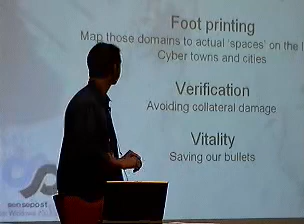 Foot printing
Map those domains to actual 'spaces' on the I
Cyber towns and cities
Verification
Avoiding collateral damage
Vitality
Saving our bullets
sensepost